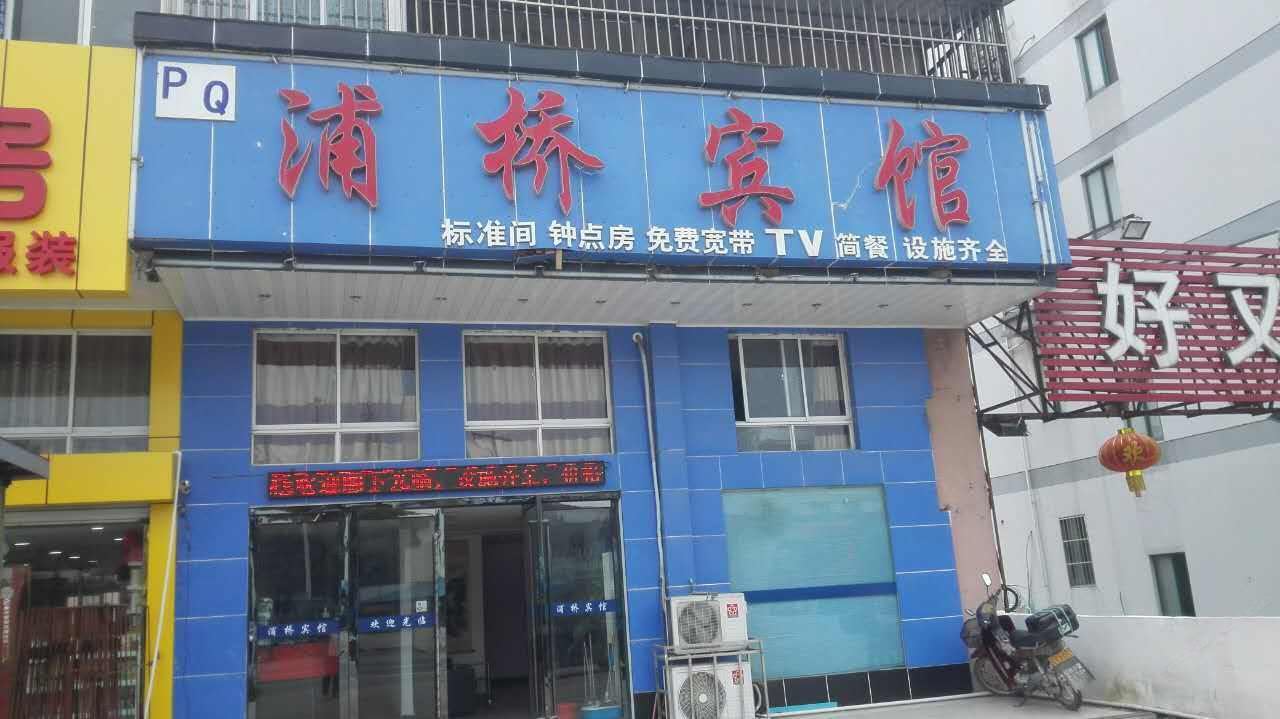 P Q
浦桥宾馆
标准间 钟点房 免费宽带 TV 简餐 设施齐全
服装
好又
浦桥宾馆
欢迎光临
浦桥宾馆